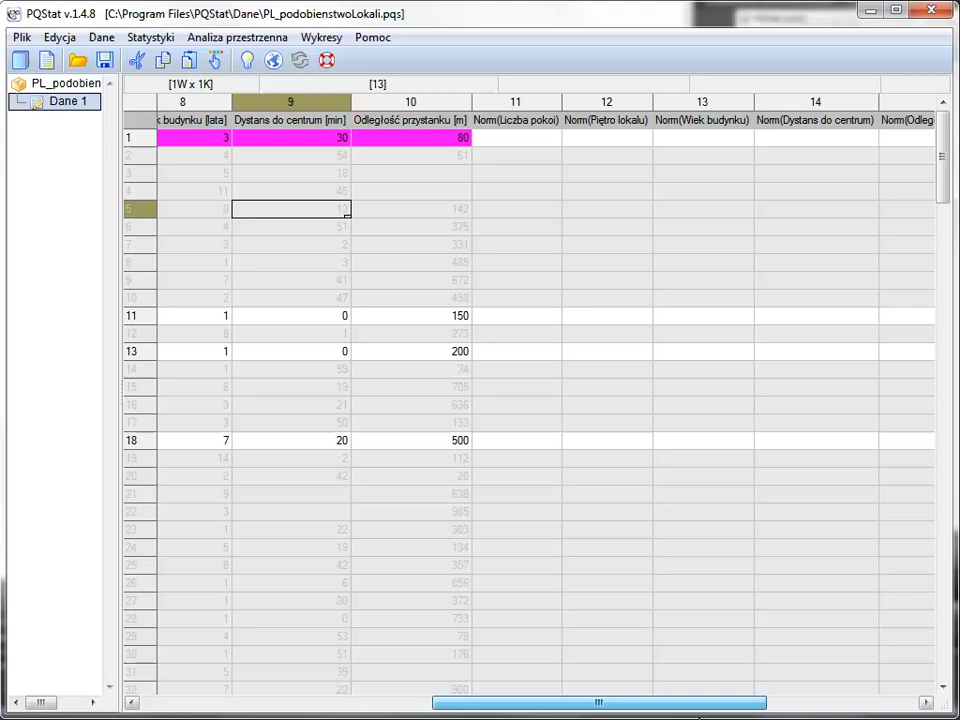 PQStat v.1.4.8 [C:\Program Files\PQStat\Dane\PL_podobienstwoLokali.pqs]
Plik Edycja Dane Statystyki Analiza przestrzenna Wykresy Pomoc
PL_podobien
Dane 1
[1W x 1K] [13]
8 9 10 11 12 13 14
k budynku [lata] Dystans do centrum [min] Odległość przystanku [m] Norm(Liczba pokoi) Norm(Piętro lokalu) Norm(Wiek budynku) Norm(Dystans do centrum) Norm(Odleg
1 3 30 80
2 4 54 61
3 5 18
4 11 45
5 0 13 142
6 4 51 375
7 3 2 331
8 1 3 485
9 7 41 672
10 2 47 498
11 1 0 150
12 8 1 273
13 1 0 200
14 1 59 74
15 8 19 705
16 3 21 636
17 3 50 133
18 7 20 500
19 14 2 112
20 2 42 20
21 9 638
22 3 985
23 1 22 303
24 5 19 134
25 8 42 357
26 1 6 656
27 1 30 372
28 1 0 733
29 4 53 78
30 1 51 176
31 5 39
32 7 22 900